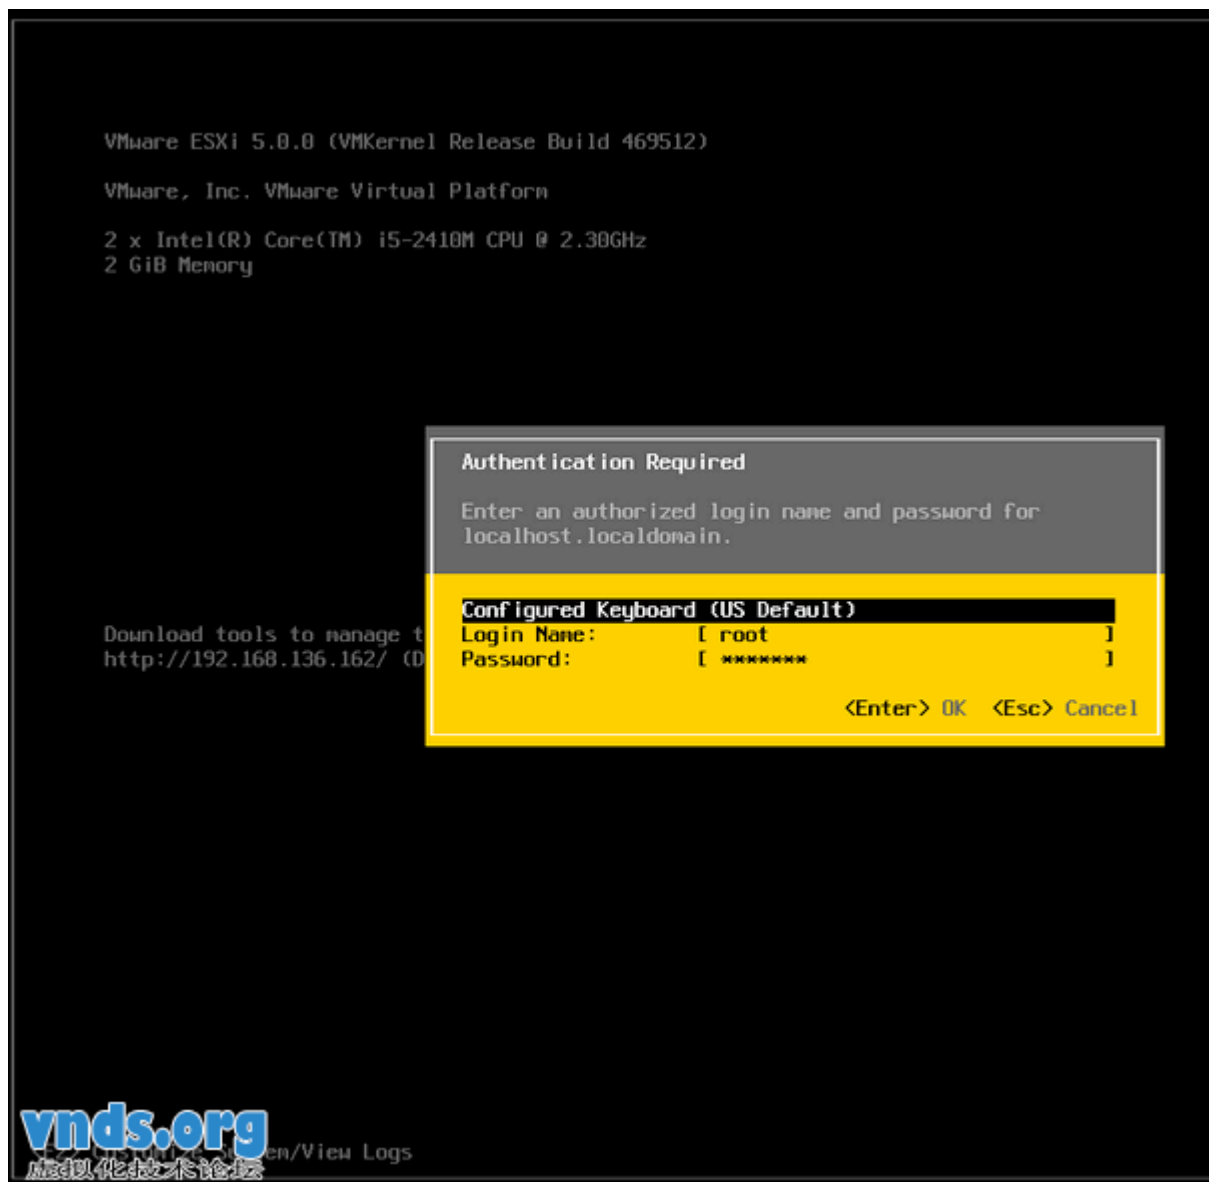 VMware ESXi 5.0.0 (VMKernel Release Build 469512)
VMware, Inc. VMware Virtual Platform
2 x Intel(R) Core(TM) i5-2410M CPU @ 2.30GHz
2 GiB Memory
Authentication Required
Enter an authorized login name and password for
localhost.localdomain.
Configured Keyboard (US Default)
Login Name: [ root ]
Password: [ ******* ]
<Enter> OK <Esc> Cancel
Download tools to manage t
http://192.168.136.162/ (D
vnds.org
虚拟化技术论坛
/View Logs